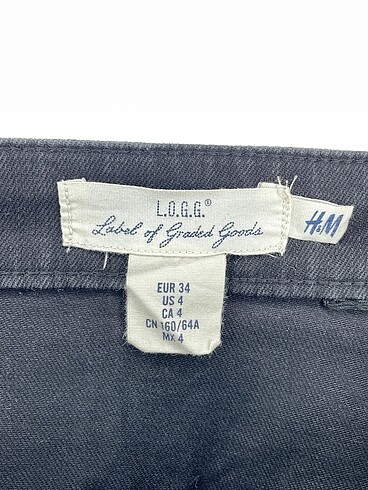 L.O.G.G.®
Label of Graded Goods
H&M
EUR 34
US 4
CA 4
CN 160/64A
MX 4